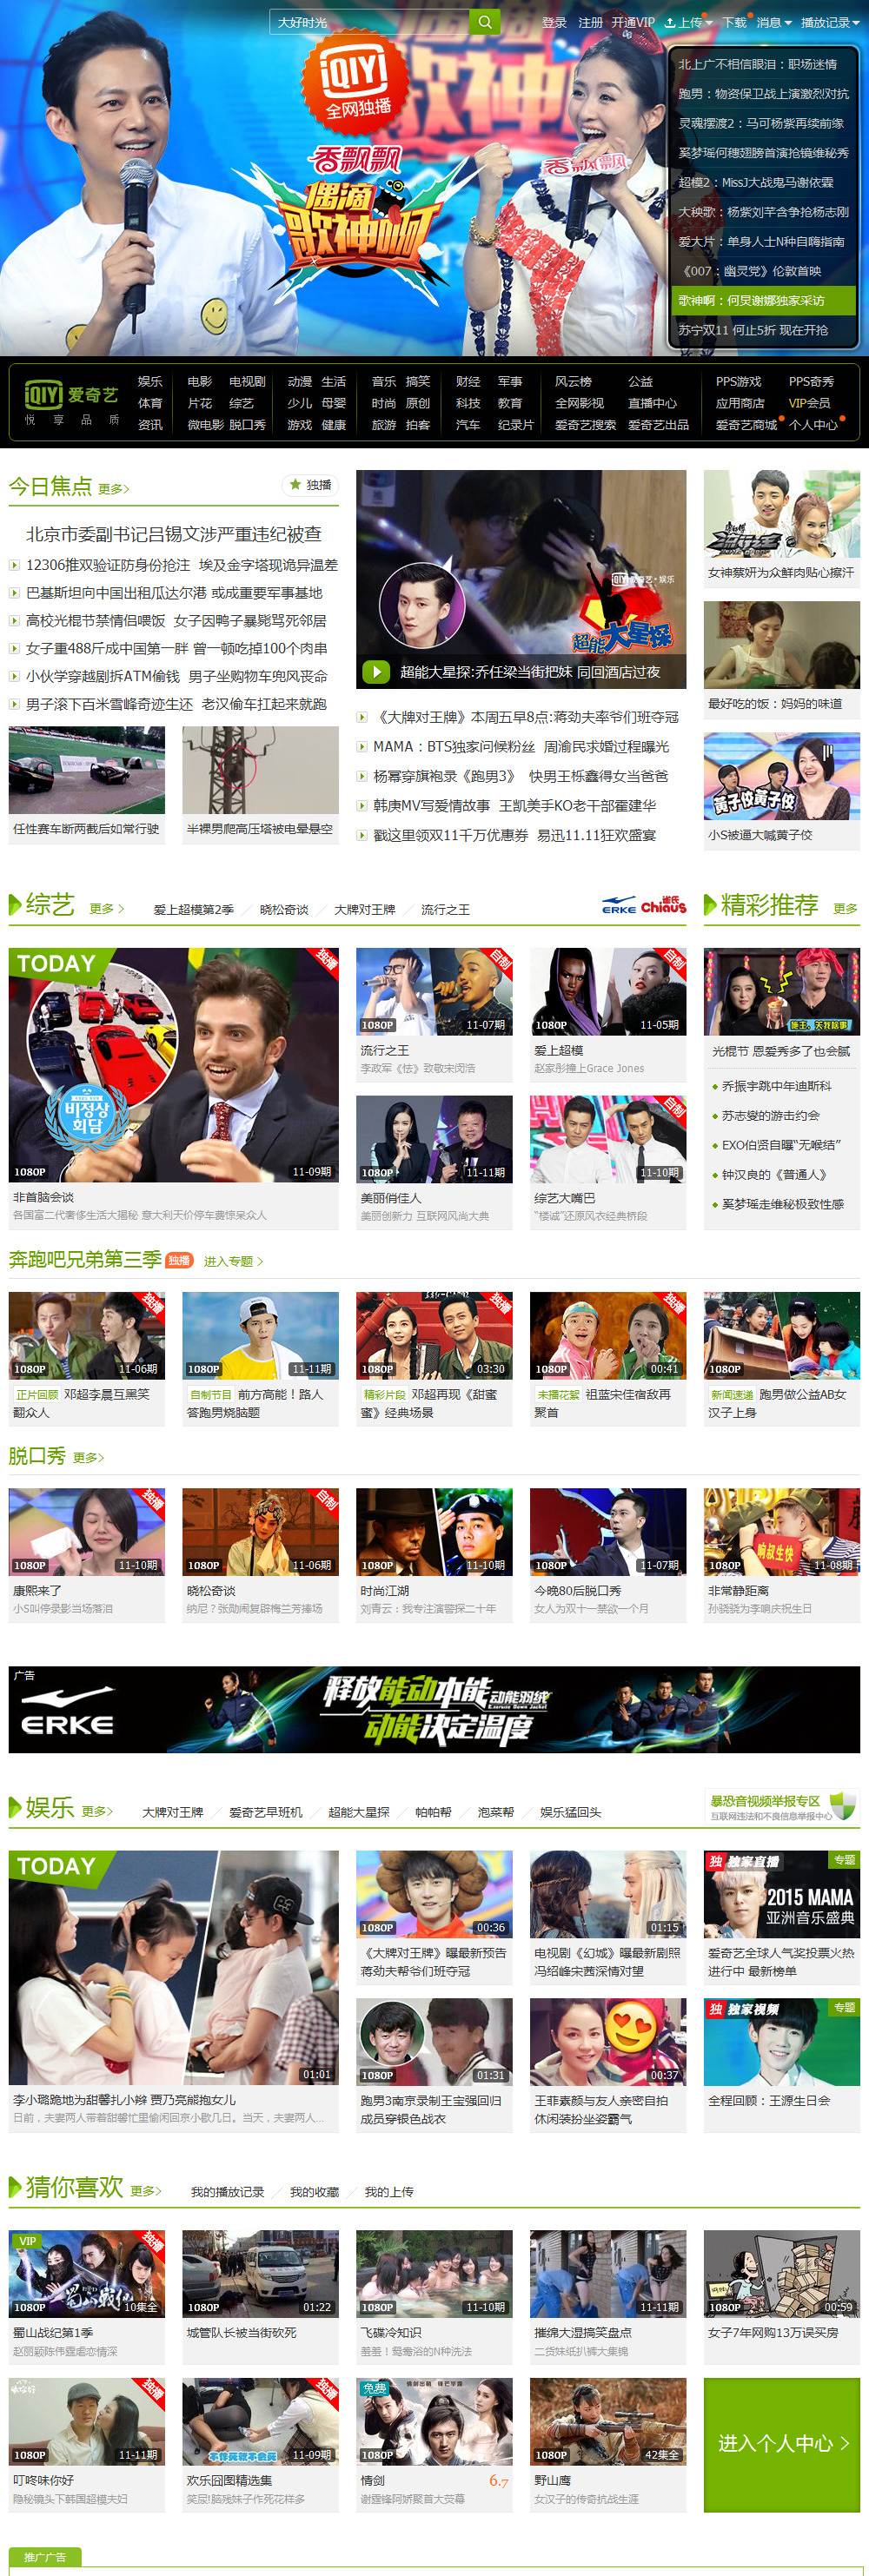 大好时光
登录 注册 开通VIP 上传 下载 消息 播放记录
iQIYI
全网独播
香飘飘
偶滴歌神啊
香飘飘
北上广不相信眼泪：职场迷情
跑男：物资保卫战上演激烈对抗
灵魂摆渡2：马可杨紫再续前缘
奚梦瑶何穗翅膀首演抢镜维秘秀
超模2：MissJ大战鬼马谢依霖
大秧歌：杨紫刘芊含争抢杨志刚
爱大片：单身人士N种自嗨指南
《007：幽灵党》伦敦首映
歌神啊：何炅谢娜独家采访
苏宁双11 何止5折 现在开抢
iQIYI 爱奇艺
悦享品质
娱乐 电影 电视剧 动漫 生活 音乐 搞笑 财经 军事 风云榜 公益 PPS游戏 PPS奇秀
体育 片花 综艺 少儿 母婴 时尚 原创 科技 教育 全网影视 直播中心 应用商店 VIP会员
资讯 微电影 脱口秀 游戏 健康 旅游 拍客 汽车 纪录片 爱奇艺搜索 爱奇艺出品 爱奇艺商城 个人中心
今日焦点 更多> 独播
北京市委副书记吕锡文涉严重违纪被查
12306推双验证防身份抢注 埃及金字塔现诡异温差
巴基斯坦向中国出租瓜达尔港 或成重要军事基地
高校光棍节禁情侣喂饭 女子因鸭子暴毙骂死邻居
女子重488斤成中国第一胖 曾一顿吃掉100个肉串
小伙学穿越剧拆ATM偷钱 男子坐购物车兜风丧命
男子滚下百米雪峰奇迹生还 老汉偷车扛起来就跑
任性赛车断两截后如常行驶
半裸男爬高压塔被电晕悬空
iQIYI 爱奇艺·娱乐
超能大星探
超能大星探:乔任梁当街把妹 同回酒店过夜
《大牌对王牌》本周五早8点:蒋劲夫率爷们班夺冠
MAMA：BTS独家问候粉丝 周渝民求婚过程曝光
杨幂穿旗袍录《跑男3》 快男王栎鑫得女当爸爸
韩庚MV写爱情故事 王凯美手KO老干部霍建华
戳这里领双11千万优惠券 易迅11.11狂欢盛宴
女神蔡妍为众鲜肉贴心擦汗
最好吃的饭：妈妈的味道
黄子佼黄子佼
小S被逼大喊黄子佼
综艺 更多 > 爱上超模第2季 晓松奇谈 大牌对王牌 流行之王
ERKE Chiaus
精彩推荐 更多
TODAY 独播
비정상회담
1080P 11-09期
非首脑会谈
各国富二代奢侈生活大揭秘 意大利天价停车费惊呆众人
自制
1080P 11-07期
流行之王
李政军《怯》致敬宋闵浩
自制
1080P 11-05期
爱上超模
赵家彤撞上Grace Jones
1080P 11-11期
美丽俏佳人
美丽创新力 互联网风尚大典
自制
1080P 11-10期
综艺大嘴巴
“楼诚”还原风衣经典桥段
光棍节 恩爱秀多了也会腻
乔振宇跳中年迪斯科
苏志燮的游击约会
EXO伯贤自曝“无喉结”
钟汉良的《普通人》
奚梦瑶走维秘极致性感
奔跑吧兄弟第三季 独播 进入专题 >
独播
1080P 11-06期
正片回顾 邓超李晨互黑笑翻众人
1080P 11-11期
自制节目 前方高能！路人答跑男烧脑题
独播
1080P 03:30
精彩片段 邓超再现《甜蜜蜜》经典场景
独播
1080P 00:41
未播花絮 祖蓝宋佳宿敌再聚首
1080P
新闻速递 跑男做公益AB女汉子上身
脱口秀 更多>
独播
1080P 11-10期
康熙来了
小S叫停录影当场落泪
自制
1080P 11-06期
晓松奇谈
纳尼？张勋闹复辟梅兰芳捧场
1080P 11-10期
时尚江湖
刘青云：我专注演警探二十年
1080P 11-07期
今晚80后脱口秀
女人为双十一禁欲一个月
响叔生快
1080P 11-08期
非常静距离
孙骁骁为李响庆祝生日
广告
ERKE
释放能动本能 动能羽绒
动能决定温度
娱乐 更多> 大牌对王牌 爱奇艺早班机 超能大星探 帕帕帮 泡菜帮 娱乐猛回头
暴恐音视频举报专区
互联网违法和不良信息举报中心
TODAY
01:01
李小璐跪地为甜馨扎小辫 贾乃亮熊抱女儿
日前，夫妻两人带着甜馨忙里偷闲回京小歇几日。当天，夫妻两人...
1080P 00:36
《大牌对王牌》曝最新预告 蒋劲夫帮爷们班夺冠
01:15
电视剧《幻城》曝最新剧照 冯绍峰宋茜深情对望
独 独家直播 专题
2015 MAMA
亚洲音乐盛典
爱奇艺全球人气奖投票火热进行中 最新榜单
1080P 01:31
跑男3南京录制王宝强回归 成员穿银色战衣
00:37
王菲素颜与友人亲密自拍 休闲装扮坐姿霸气
独 独家视频 专题
全程回顾：王源生日会
猜你喜欢 更多> 我的播放记录 我的收藏 我的上传
VIP 独播
1080P 10集全
蜀山战纪第1季
赵丽颖陈伟霆虐恋情深
1080P 01:22
城管队长被当街砍死
1080P 11-10期
飞碟冷知识
羞羞！鸳鸯浴的N种洗法
1080P 11-11期
摧绵大湿搞笑盘点
二货妹纸扒裤大集锦
1080P 00:59
女子7年网购13万误买房
独播
1080P 11-11期
叮咚味你好
隐秘镜头下韩国超模夫妇
独播
不作死就不会死
1080P 11-09期
欢乐囧图精选集
笑尿!脑残妹子作死花样多
免费
1080P
情剑 6.7
谢霆锋阿娇聚首大荧幕
1080P 42集全
野山鹰
女汉子的传奇抗战生涯
进入个人中心 >
推广广告